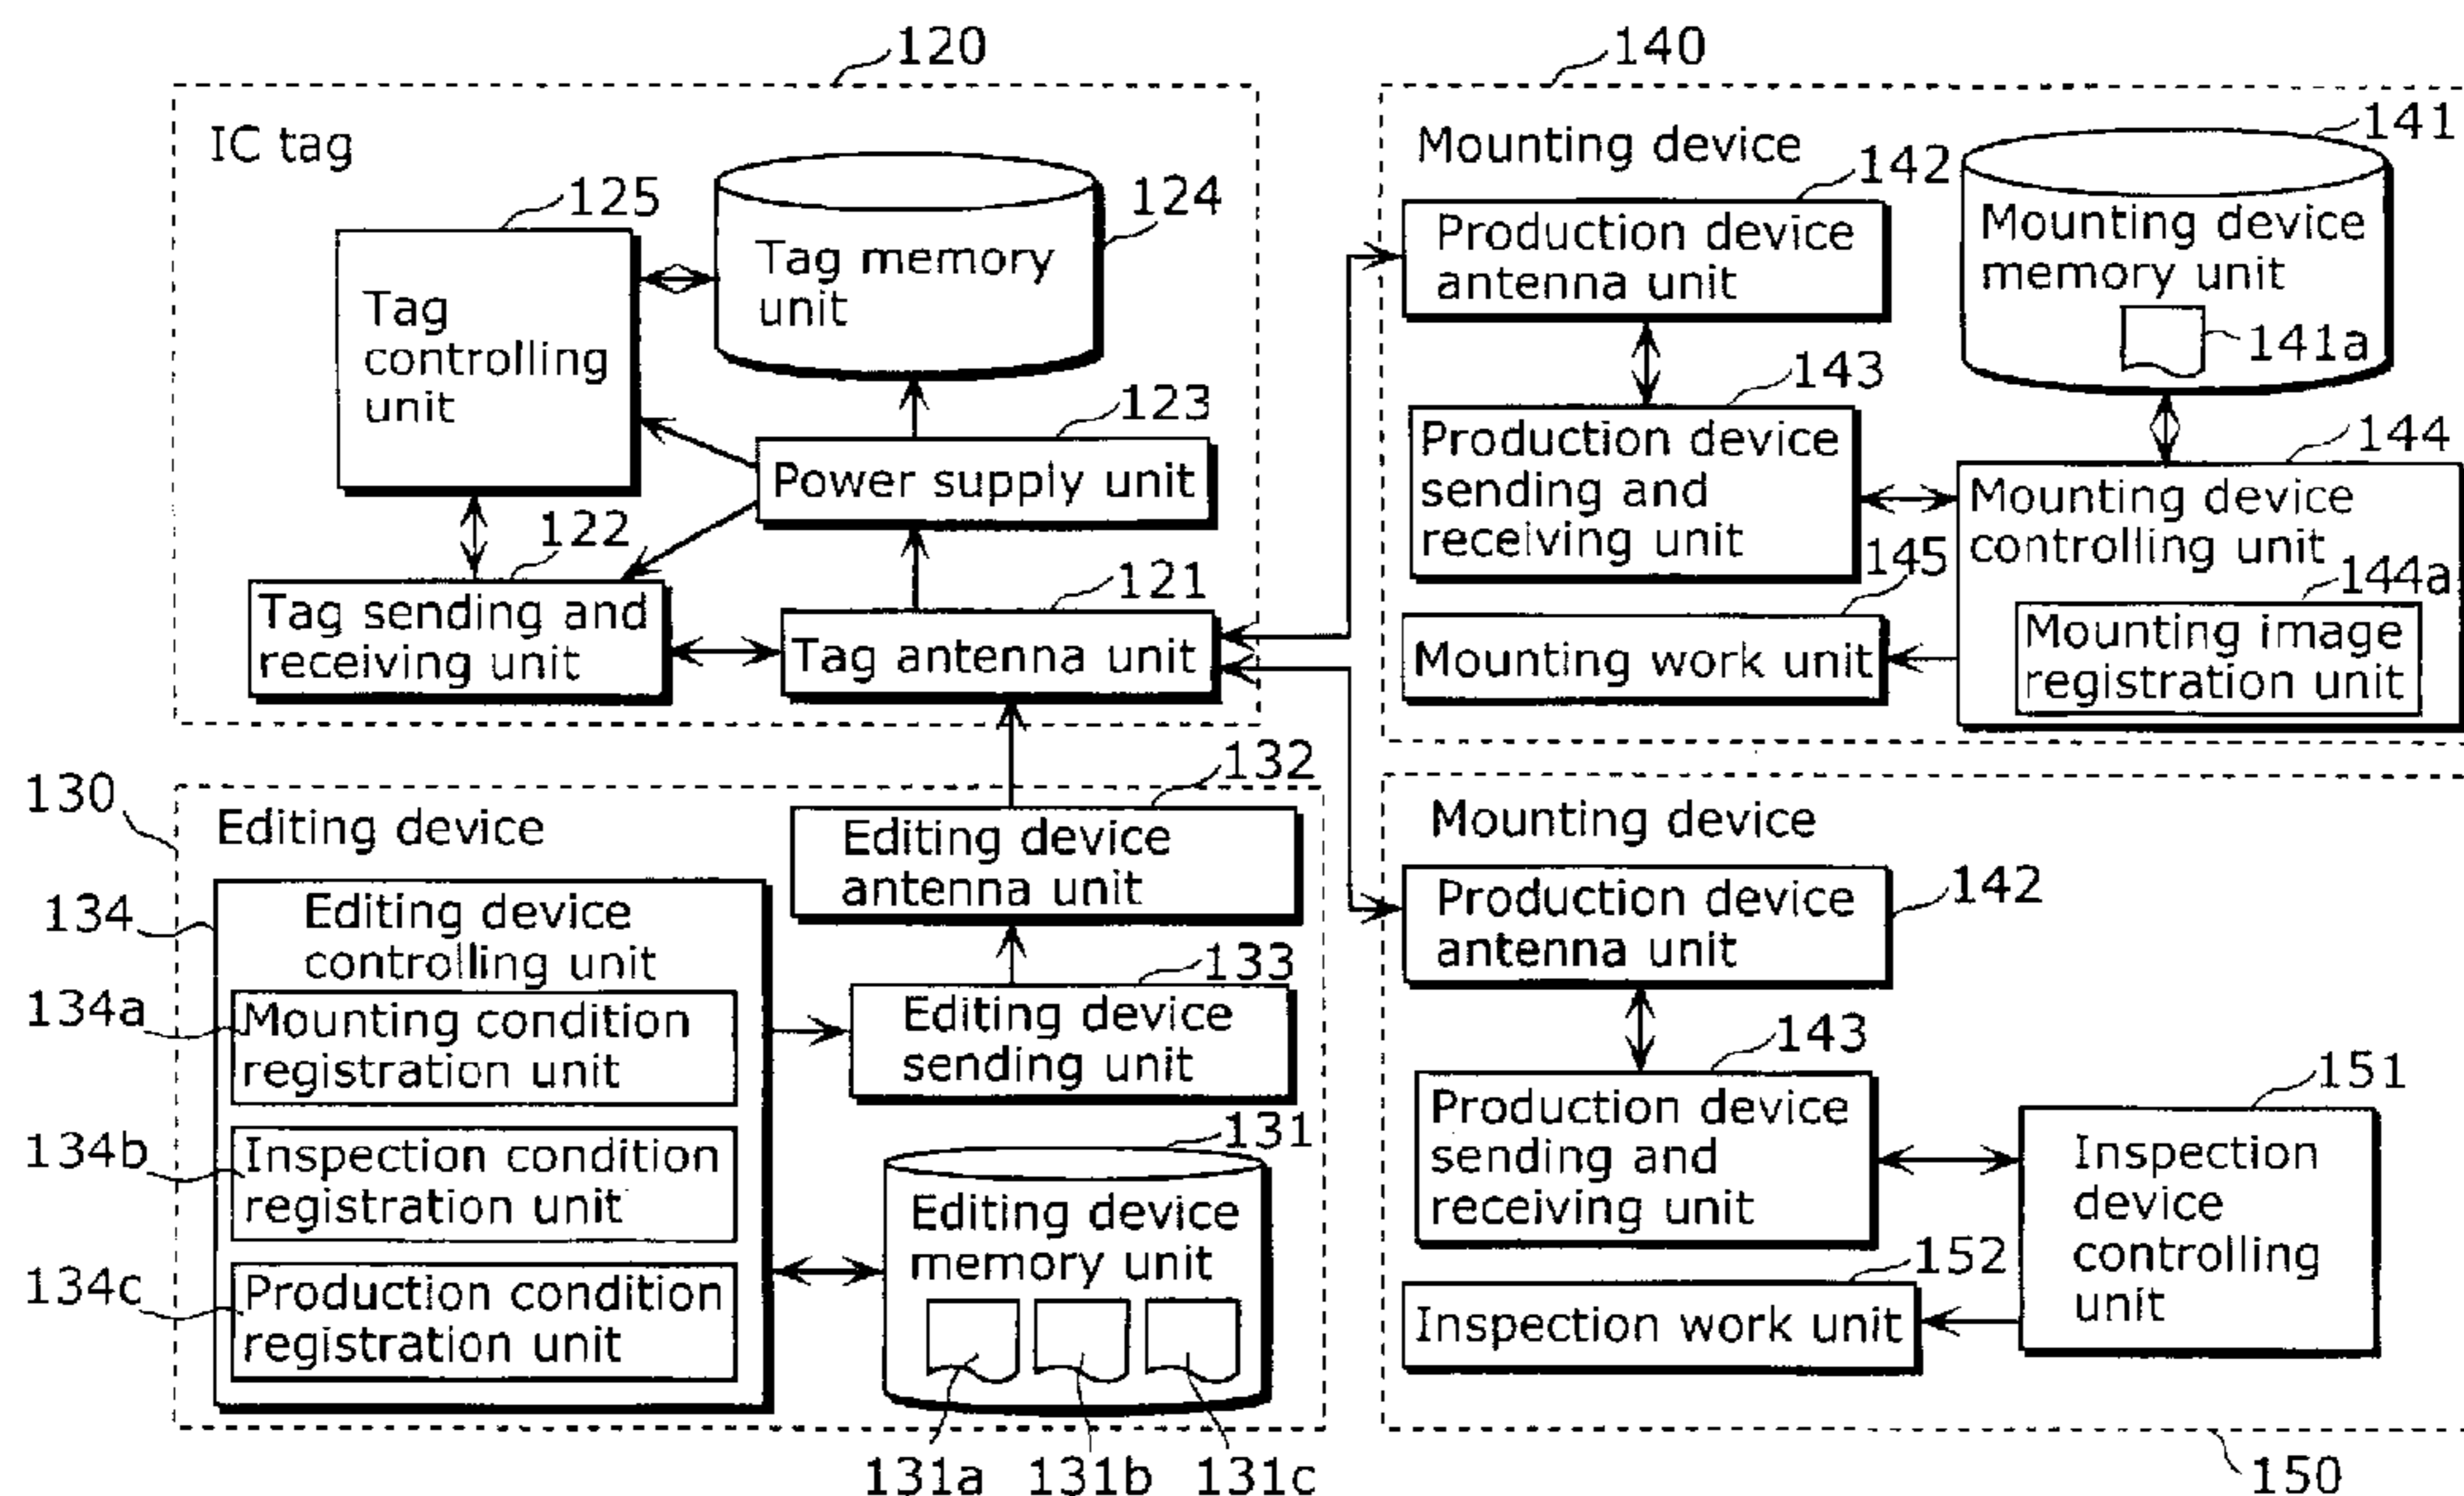 120
IC tag
125
124
Tag memory
unit
Tag
controlling
unit
123
Power supply unit
122
121
Tag sending and
receiving unit
Tag antenna unit
140
Mounting device
141
142
Production device
antenna unit
Mounting device
memory unit
141a
143
Production device
sending and
receiving unit
144
Mounting device
controlling unit
145
144a
Mounting work unit
Mounting image
registration unit
130
Editing device
132
Editing device
antenna unit
134
Editing device
controlling unit
133
134a
Mounting condition
registration unit
Editing device
sending unit
134b
Inspection condition
registration unit
131
Editing device
memory unit
134c
Production condition
registration unit
131a
131b
131c
Mounting device
142
Production device
antenna unit
143
Production device
sending and
receiving unit
151
Inspection
device
controlling
unit
152
Inspection work unit
150